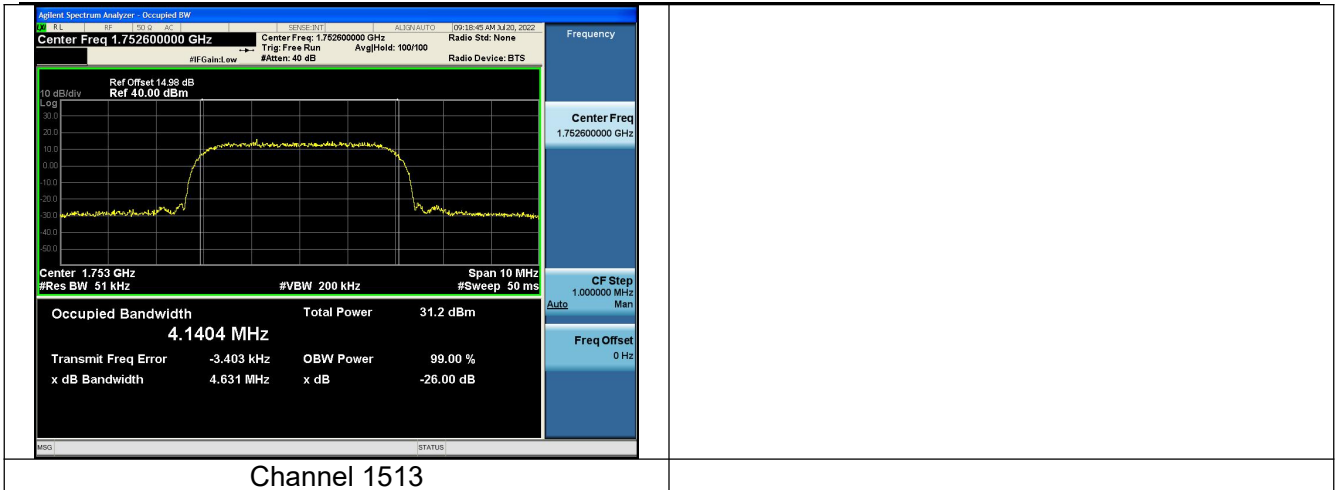 Agilent Spectrum Analyzer - Occupied BW
RL RF 50 Ω AC SENSE:INT ALIGN AUTO 09:18:45 AM Jul 20, 2022
Center Freq 1.752600000 GHz
Center Freq: 1.752600000 GHz Radio Std: None
Trig: Free Run Avg|Hold: 100/100
#IFGain:Low #Atten: 40 dB Radio Device: BTS
Frequency
Ref Offset 14.98 dB
10 dB/div Ref 40.00 dBm
Log
30.0
20.0
10.0
0.00
-10.0
-20.0
-30.0
-40.0
-50.0
Center 1.753 GHz Span 10 MHz
#Res BW 51 kHz #VBW 200 kHz #Sweep 50 ms
Center Freq
1.752600000 GHz
CF Step
1.000000 MHz
Auto Man
Freq Offset
0 Hz
Occupied Bandwidth Total Power 31.2 dBm
4.1404 MHz
Transmit Freq Error -3.403 kHz OBW Power 99.00 %
x dB Bandwidth 4.631 MHz x dB -26.00 dB
MSG STATUS
Channel 1513